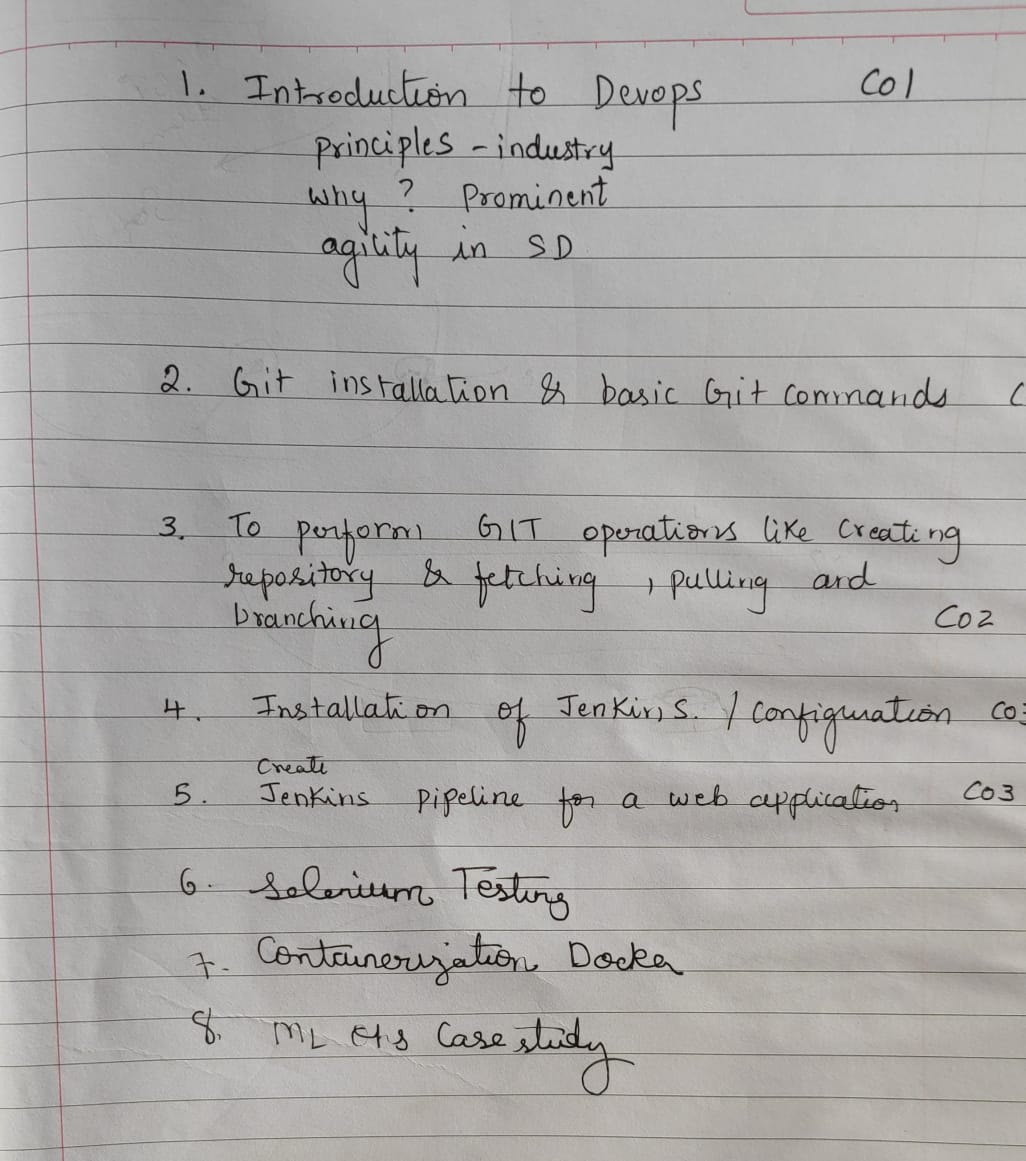 1. Introduction to Devops CO1
principles - industry
why ? Prominent
agility in SD
2. Git installation & basic Git commands C
3. To perform GIT operations like creating
repository & fetching , pulling and
branching CO2
4. Installation of Jenkins. / configuration CO3
Create
5. Jenkins pipeline for a web application CO3
6. Selenium Testing
7. Containerization Docker
8. ML Case study